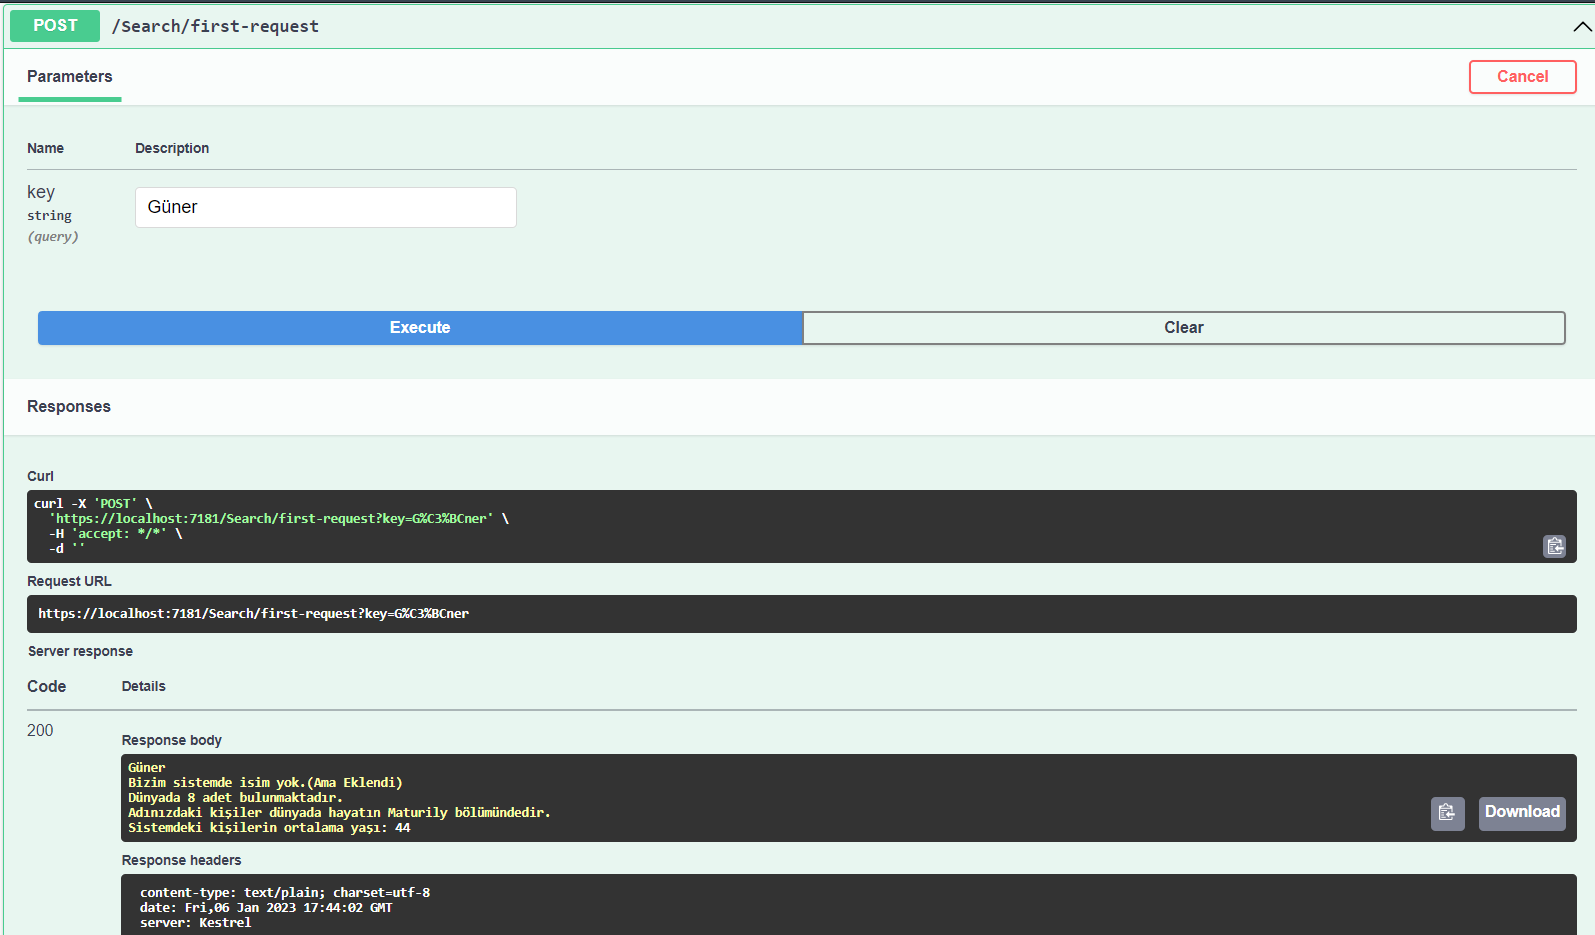 POST /Search/first-request
Parameters
Cancel
Name Description
key
string
(query)
Güner
Execute
Clear
Responses
Curl
curl -X 'POST' \
'https://localhost:7181/Search/first-request?key=G%C3%BCner' \
-H 'accept: */*' \
-d ''
Request URL
https://localhost:7181/Search/first-request?key=G%C3%BCner
Server response
Code Details
200
Response body
Güner
Bizim sistemde isim yok.(Ama Eklendi)
Dünyada 8 adet bulunmaktadır.
Adınızdaki kişiler dünyada hayatın Maturily bölümündedir.
Sistemdeki kişilerin ortalama yaşı: 44
Download
Response headers
content-type: text/plain; charset=utf-8
date: Fri,06 Jan 2023 17:44:02 GMT
server: Kestrel